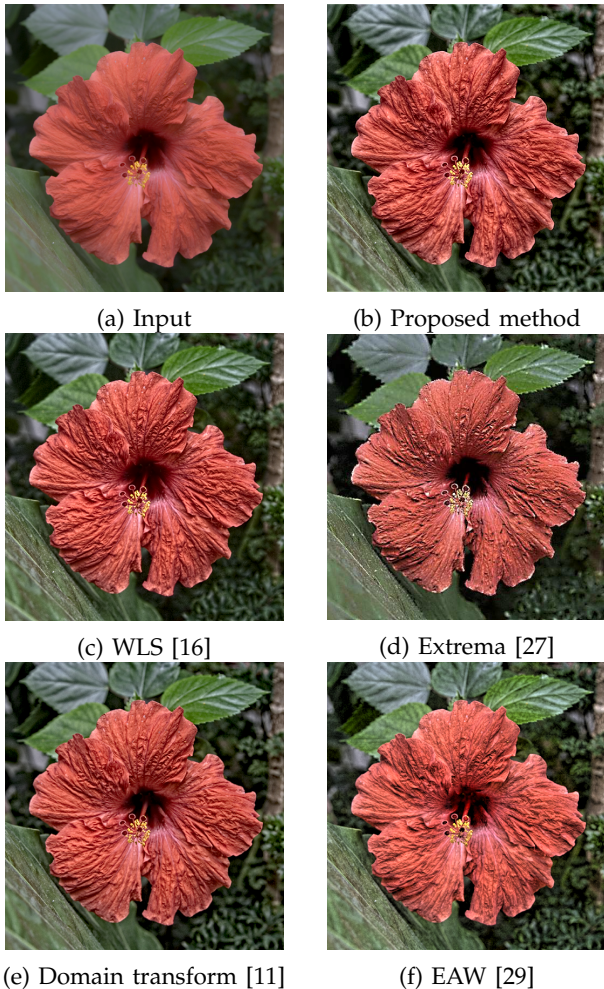 (a) Input
(b) Proposed method
(c) WLS [16]
(d) Extrema [27]
(e) Domain transform [11]
(f) EAW [29]